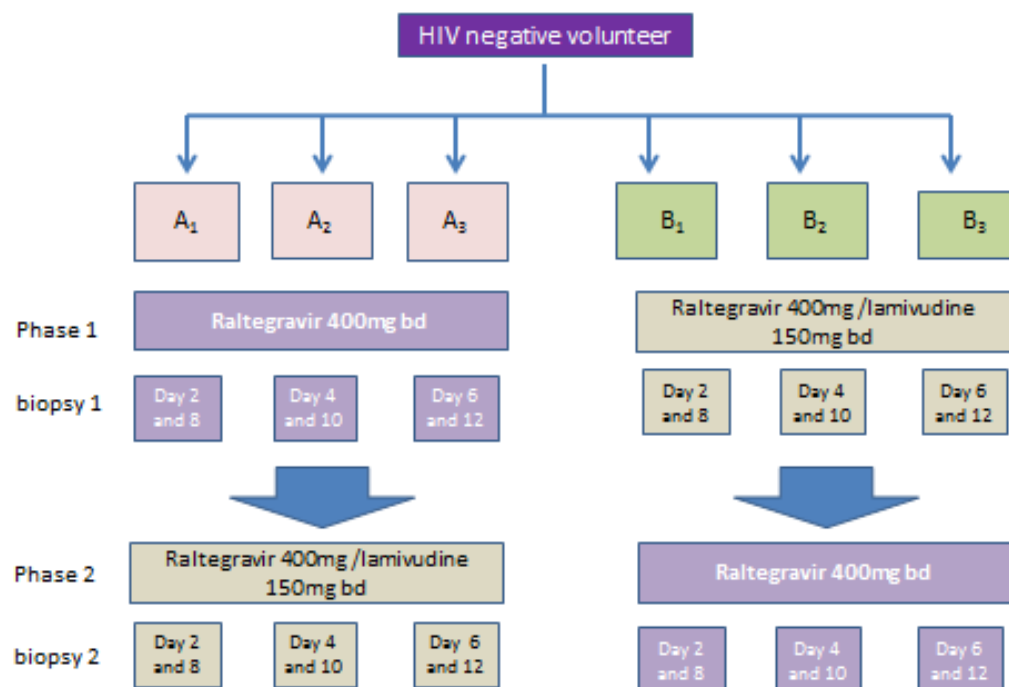 HIV negative volunteer
A₁ A₂ A₃ B₁ B₂ B₃
Phase 1
Raltegravir 400mg bd
Raltegravir 400mg /lamivudine
150mg bd
biopsy 1
Day 2
and 8
Day 4
and 10
Day 6
and 12
Day 2
and 8
Day 4
and 10
Day 6
and 12
Phase 2
Raltegravir 400mg /lamivudine
150mg bd
Raltegravir 400mg bd
biopsy 2
Day 2
and 8
Day 4
and 10
Day 6
and 12
Day 2
and 8
Day 4
and 10
Day 6
and 12